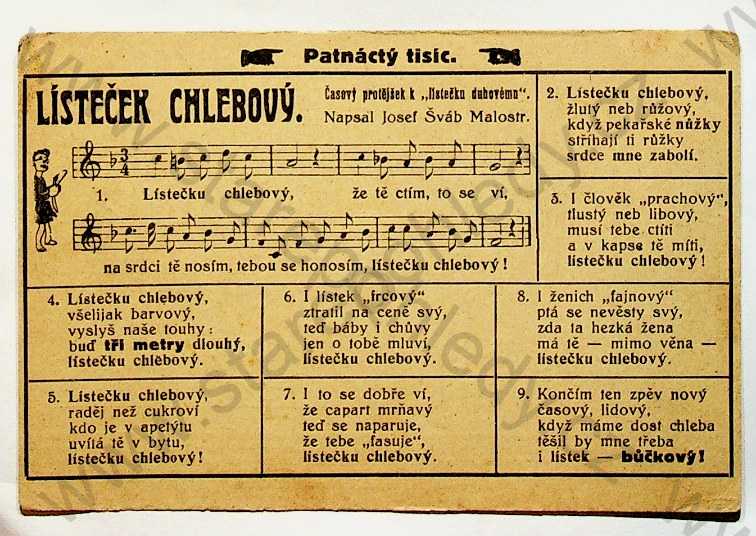 Patnáctý tisíc.
LÍSTEČEK CHLEBOVÝ.
Časový protějšek k „lístečku dubovému“.
Napsal Josef Šváb Malostr.
1. Lístečku chlebový, že tě ctím, to se ví,
na srdci tě nosím, tebou se honosím, lístečku chlebový!
2. Lístečku chlebový,
žlutý neb růžový,
když pekařské nůžky
stříhají ti růžky
srdce mne zabolí.
3. I člověk „prachový“,
tlustý neb libový,
musí tebe ctíti
a v kapse tě míti,
lístečku chlebový!
4. Lístečku chlebový,
všelijak barvový,
vyslyš naše touhy:
buď tři metry dlouhý,
lístečku chlebový.
5. Lístečku chlebový,
raděj než cukroví
kdo je v apetýtu
uvítá tě v bytu,
lístečku chlebový!
6. I lístek „frcový“
ztratil na ceně svý,
teď báby i chůvy
jen o tobě mluví,
lístečku chlebový.
7. I to se dobře ví,
že capart mrňavý
teď se naparuje,
že tebe „fasuje“,
lístečku chlebový.
8. I ženich „fajnový“
ptá se nevěsty svý,
zda ta hezká žena
má tě — mimo věna —
lístečku chlebový.
9. Končím ten zpěv nový
časový, lidový,
když máme dost chleba
těšil by mne třeba
i lístek — bůčkový!